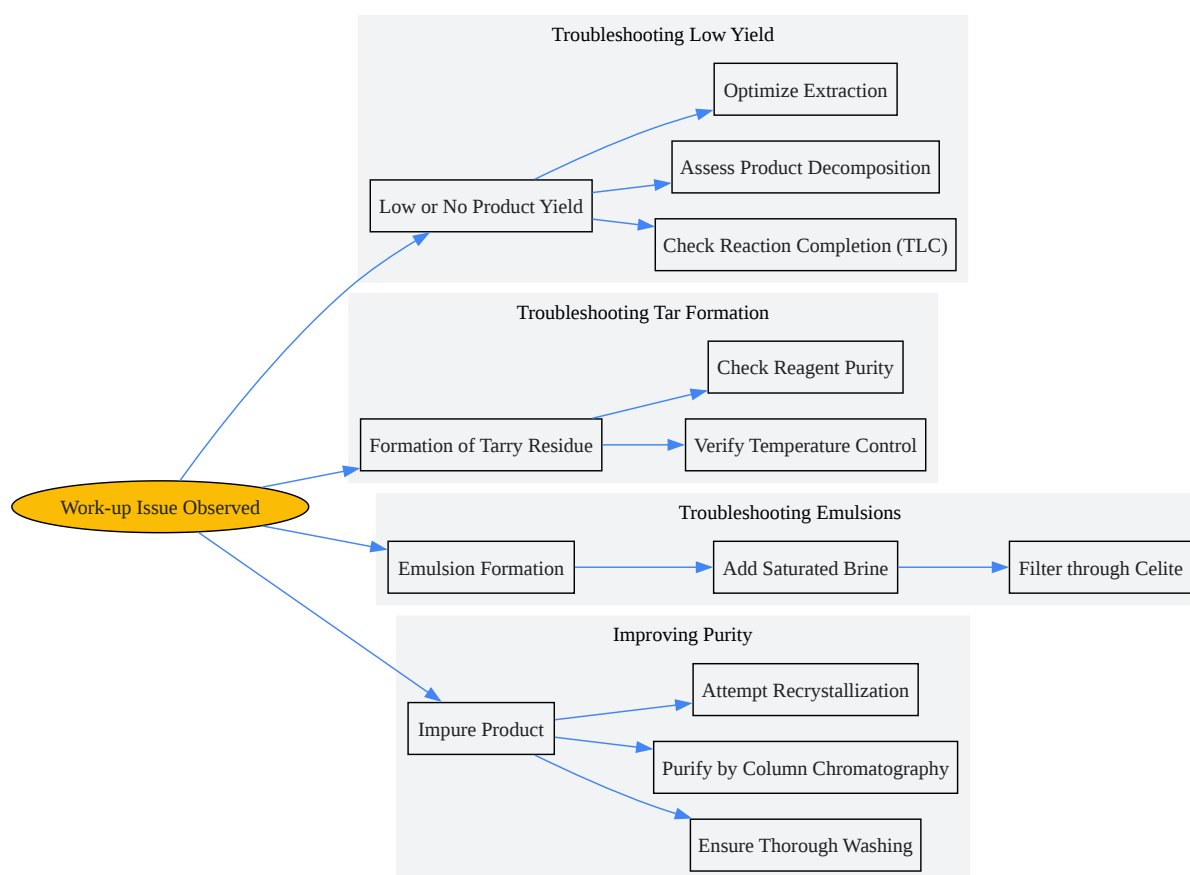 Troubleshooting Low Yield
Optimize Extraction
Assess Product Decomposition
Low or No Product Yield
Check Reaction Completion (TLC)
Troubleshooting Tar Formation
Check Reagent Purity
Formation of Tarry Residue
Verify Temperature Control
Work-up Issue Observed
Troubleshooting Emulsions
Emulsion Formation
Add Saturated Brine
Filter through Celite
Improving Purity
Attempt Recrystallization
Impure Product
Purify by Column Chromatography
Ensure Thorough Washing